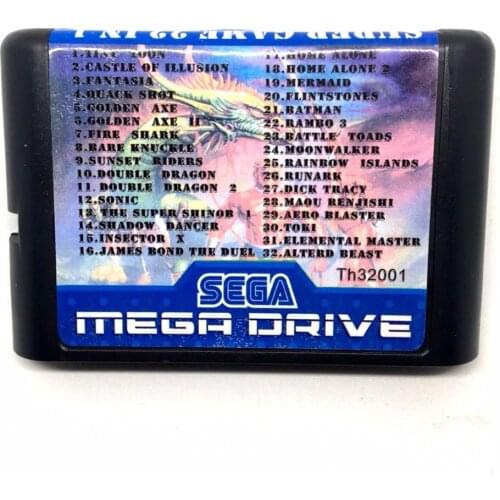 SUPER GAME 32 IN 1
1.TINY TOON
2.CASTLE OF ILLUSION
3.FANTASIA
4.QUACK SHOT
5.GOLDEN AXE
6.GOLDEN AXE II
7.FIRE SHARK
8.BARE KNUCKLE
9.SUNSET RIDERS
10.DOUBLE DRAGON
11.DOUBLE DRAGON 2
12.SONIC
13.THE SUPER SHINOB 1
14.SHADOW DANCER
15.INSECTOR X
16.JAMES BOND THE DUEL
17.HOME ALONE
18.HOME ALONE 2
19.MERMAID
20.FLINTSTONES
21.BATMAN
22.RAMBO 3
23.BATTLE TOADS
24.MOONWALKER
25.RAINBOW ISLANDS
26.RUNARK
27.DICK TRACY
28.MAOU RENJISHI
29.AERO BLASTER
30.TOKI
31.ELEMENTAL MASTER
32.ALTERD BEAST
Th32001
SEGA
MEGA DRIVE